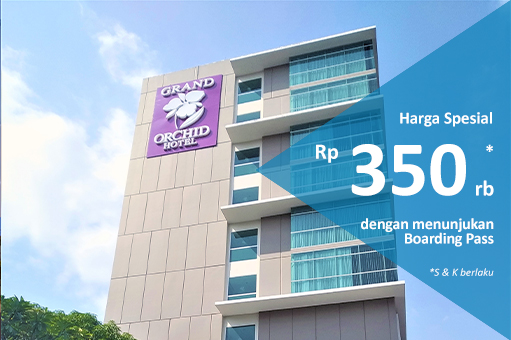 GRAND
ORCHID
HOTEL
Harga Spesial
Rp 350 rb *
dengan menunjukan
Boarding Pass
*S & K berlaku